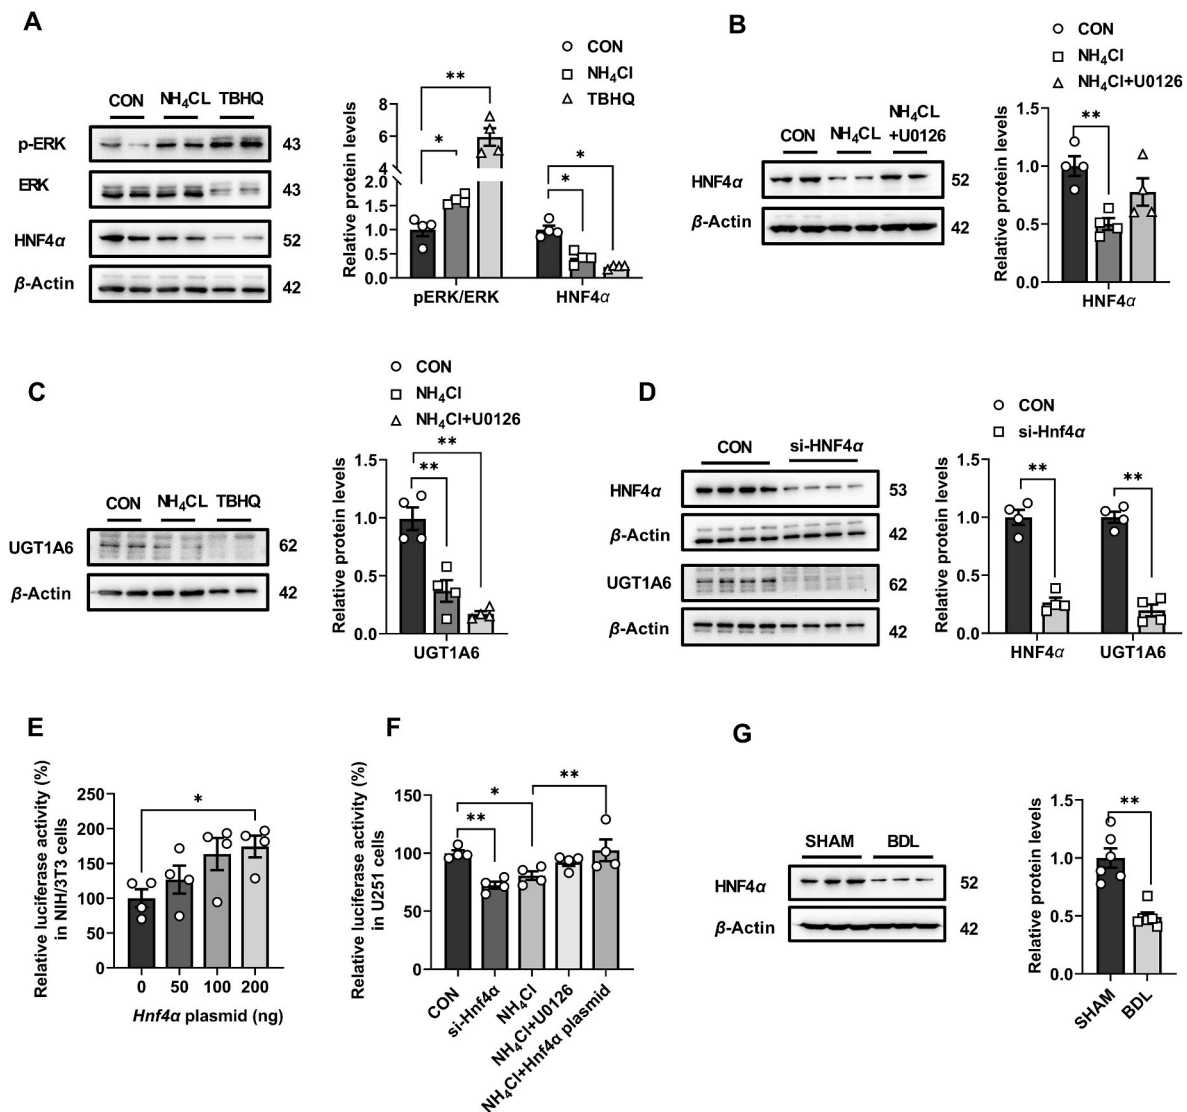 A
CON NH₄CL TBHQ
p-ERK 43
ERK 43
HNF4α 52
β-Actin 42
CON
NH₄Cl
TBHQ
Relative protein levels
8
6
4
2.0
1.5
1.0
0.5
0.0
** * * *
pERK/ERK HNF4α
B
CON NH₄CL NH₄CL
+U0126
HNF4α 52
β-Actin 42
CON
NH₄Cl
NH₄Cl+U0126
Relative protein levels
1.5
1.0
0.5
0.0
**
HNF4α
C
CON NH₄CL TBHQ
UGT1A6 62
β-Actin 42
CON
NH₄Cl
NH₄Cl+U0126
Relative protein levels
1.5
1.0
0.5
0.0
** **
UGT1A6
D
CON si-HNF4α
HNF4α 53
β-Actin 42
UGT1A6 62
β-Actin 42
CON
si-Hnf4α
Relative protein levels
1.5
1.0
0.5
0.0
** **
HNF4α UGT1A6
E
Relative luciferase activity (%)
in NIH/3T3 cells
250
200
150
100
50
0
*
0 50 100 200
Hnf4α plasmid (ng)
F
Relative luciferase activity (%)
in U251 cells
150
100
50
0
** * **
CON
si-Hnf4α
NH₄Cl
NH₄Cl+U0126
NH₄Cl+Hnf4α plasmid
G
SHAM BDL
HNF4α 52
β-Actin 42
Relative protein levels
1.5
1.0
0.5
0.0
**
SHAM
BDL